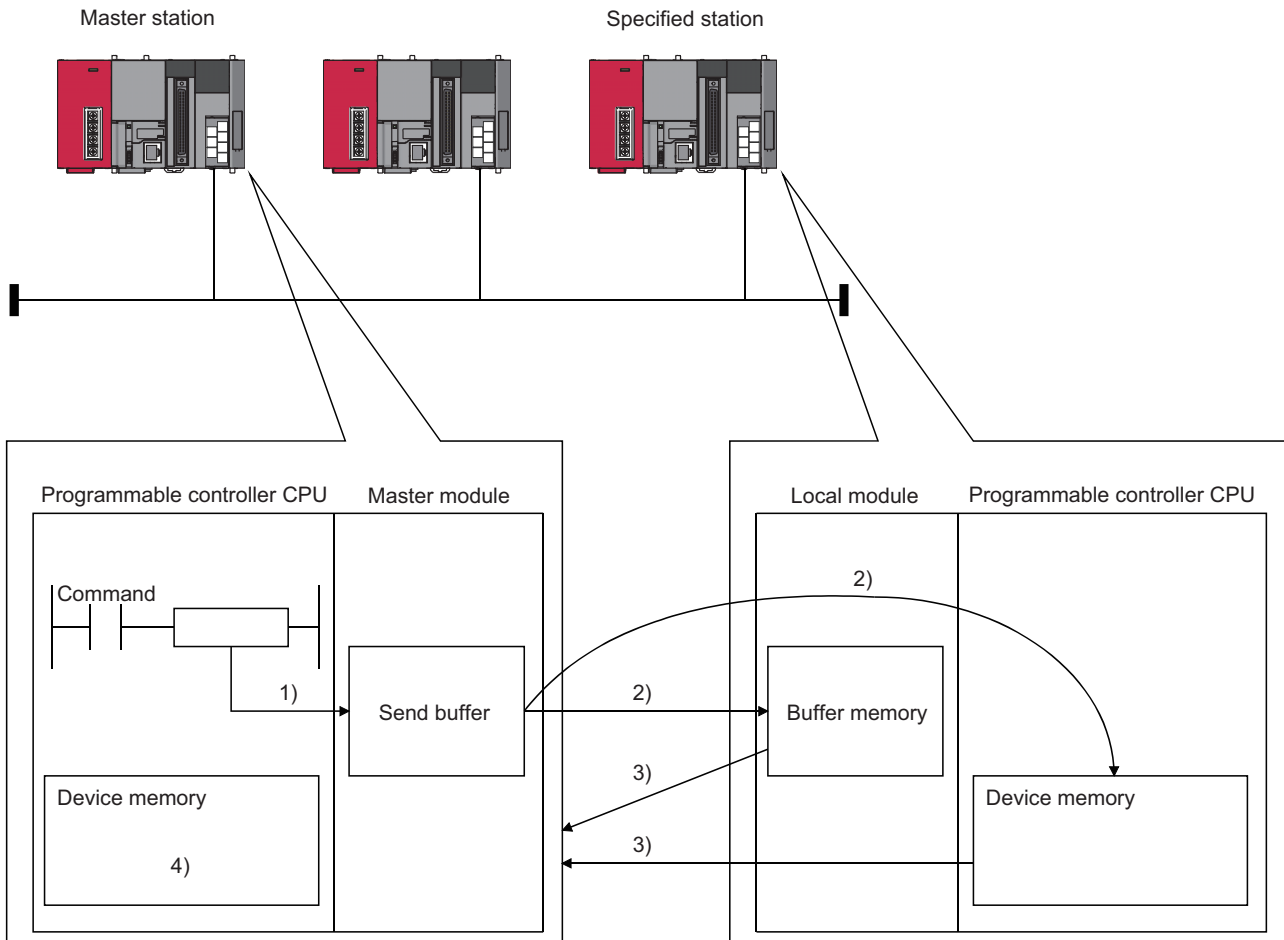 Master station
Specified station
Programmable controller CPU
Master module
Local module
Programmable controller CPU
Command
2)
1)
Send buffer
2)
Buffer memory
3)
Device memory
4)
3)
Device memory